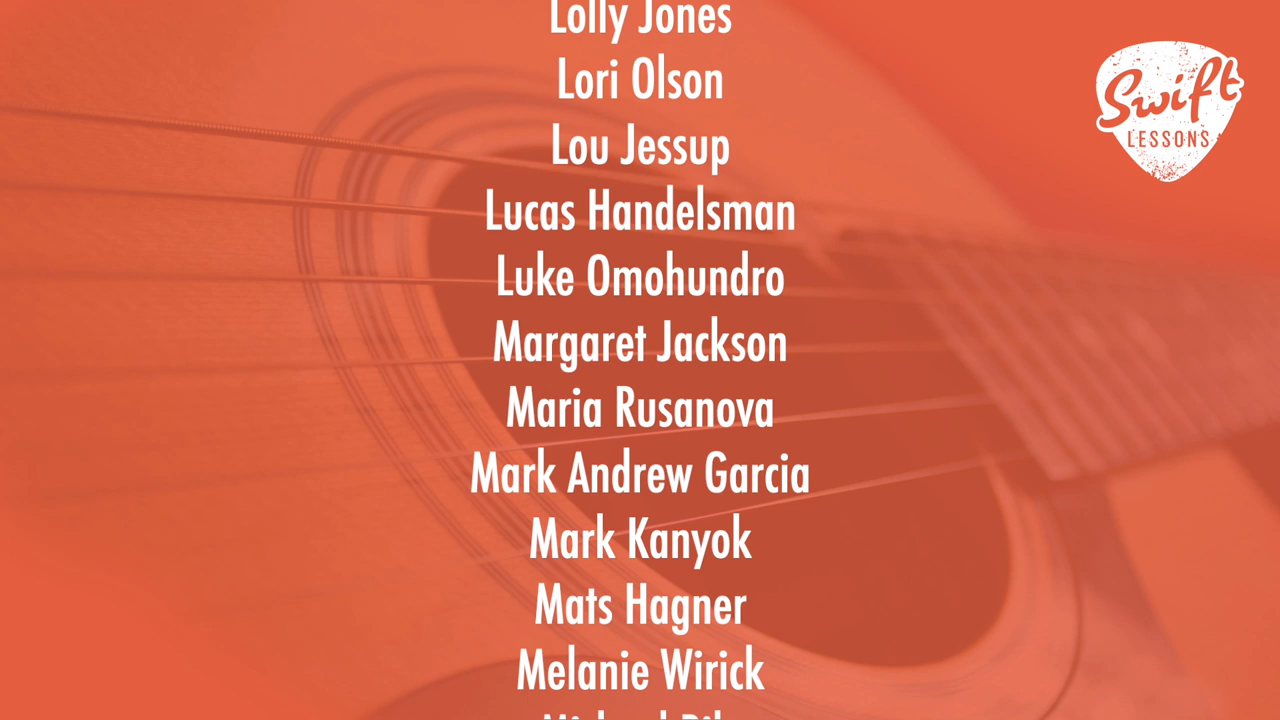 Lolly Jones
Lori Olson
Lou Jessup
Lucas Handelsman
Luke Omohundro
Margaret Jackson
Maria Rusanova
Mark Andrew Garcia
Mark Kanyok
Mats Hagner
Melanie Wirick
Swift
LESSONS